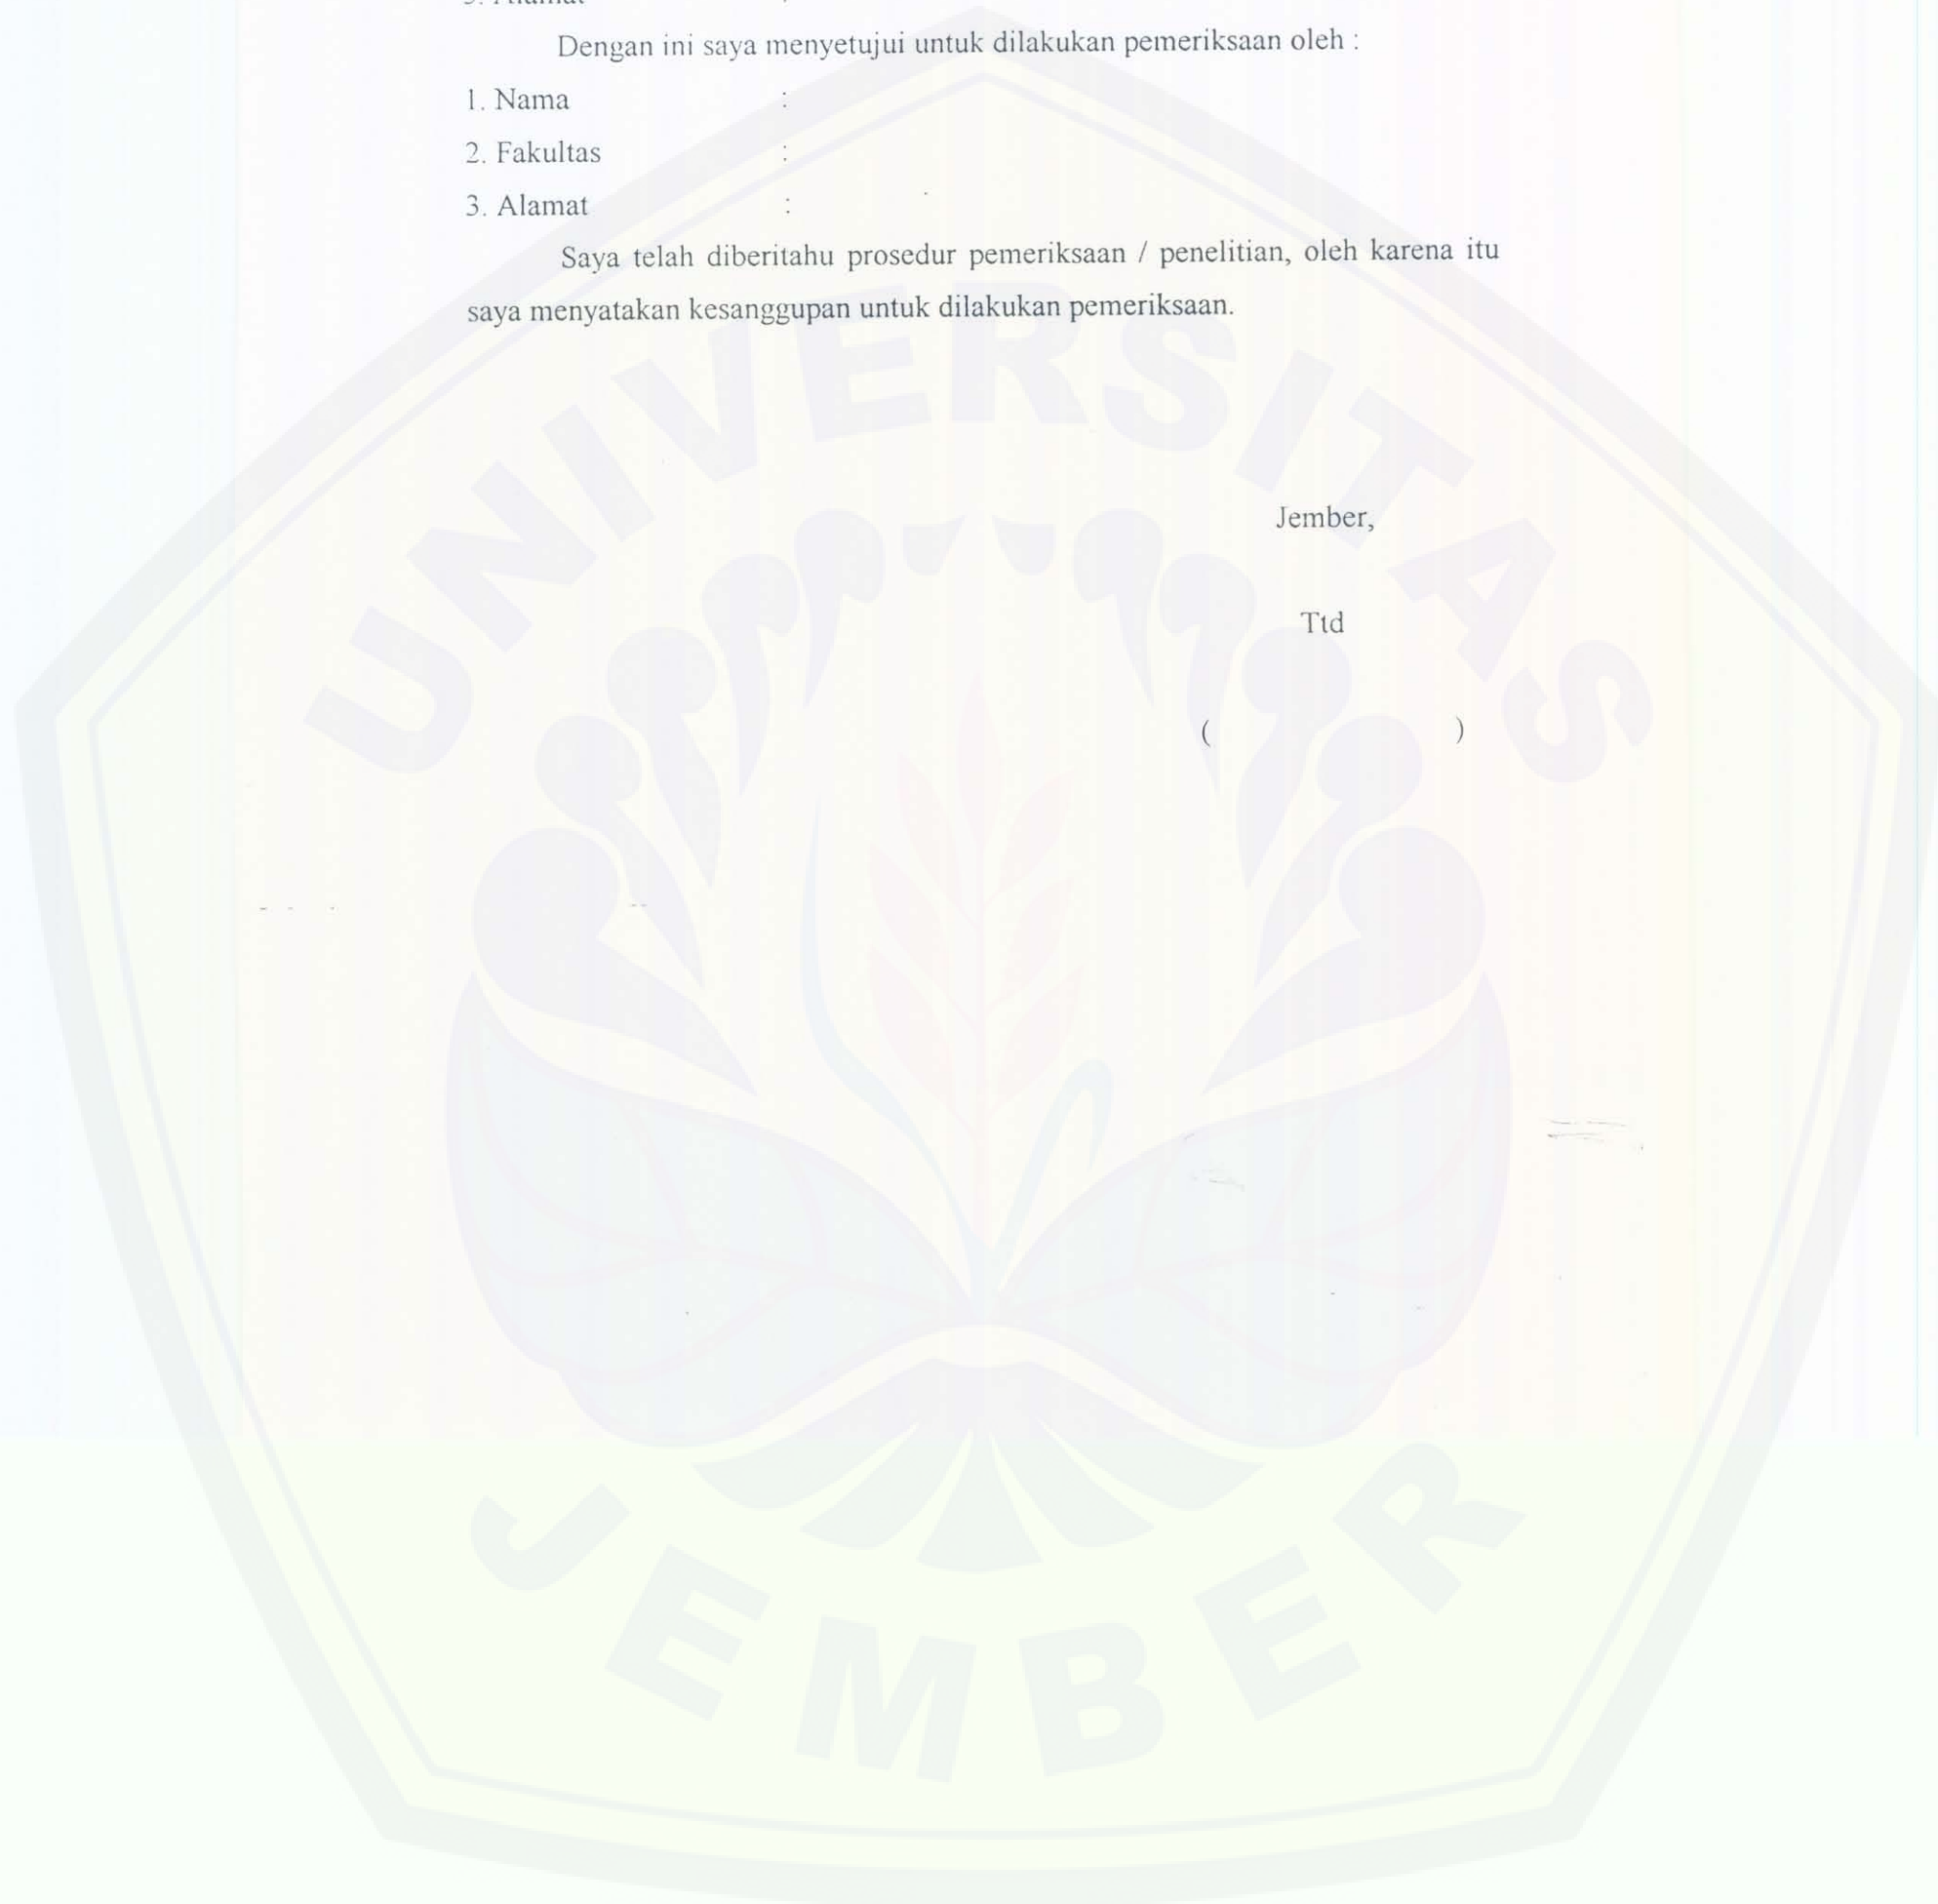 Dengan ini saya menyetujui untuk dilakukan pemeriksaan oleh :
1. Nama :
2. Fakultas :
3. Alamat :
Saya telah diberitahu prosedur pemeriksaan / penelitian, oleh karena itu
saya menyatakan kesanggupan untuk dilakukan pemeriksaan.
UNIVERSITAS
Jember,
Ttd
( )
JEMBER